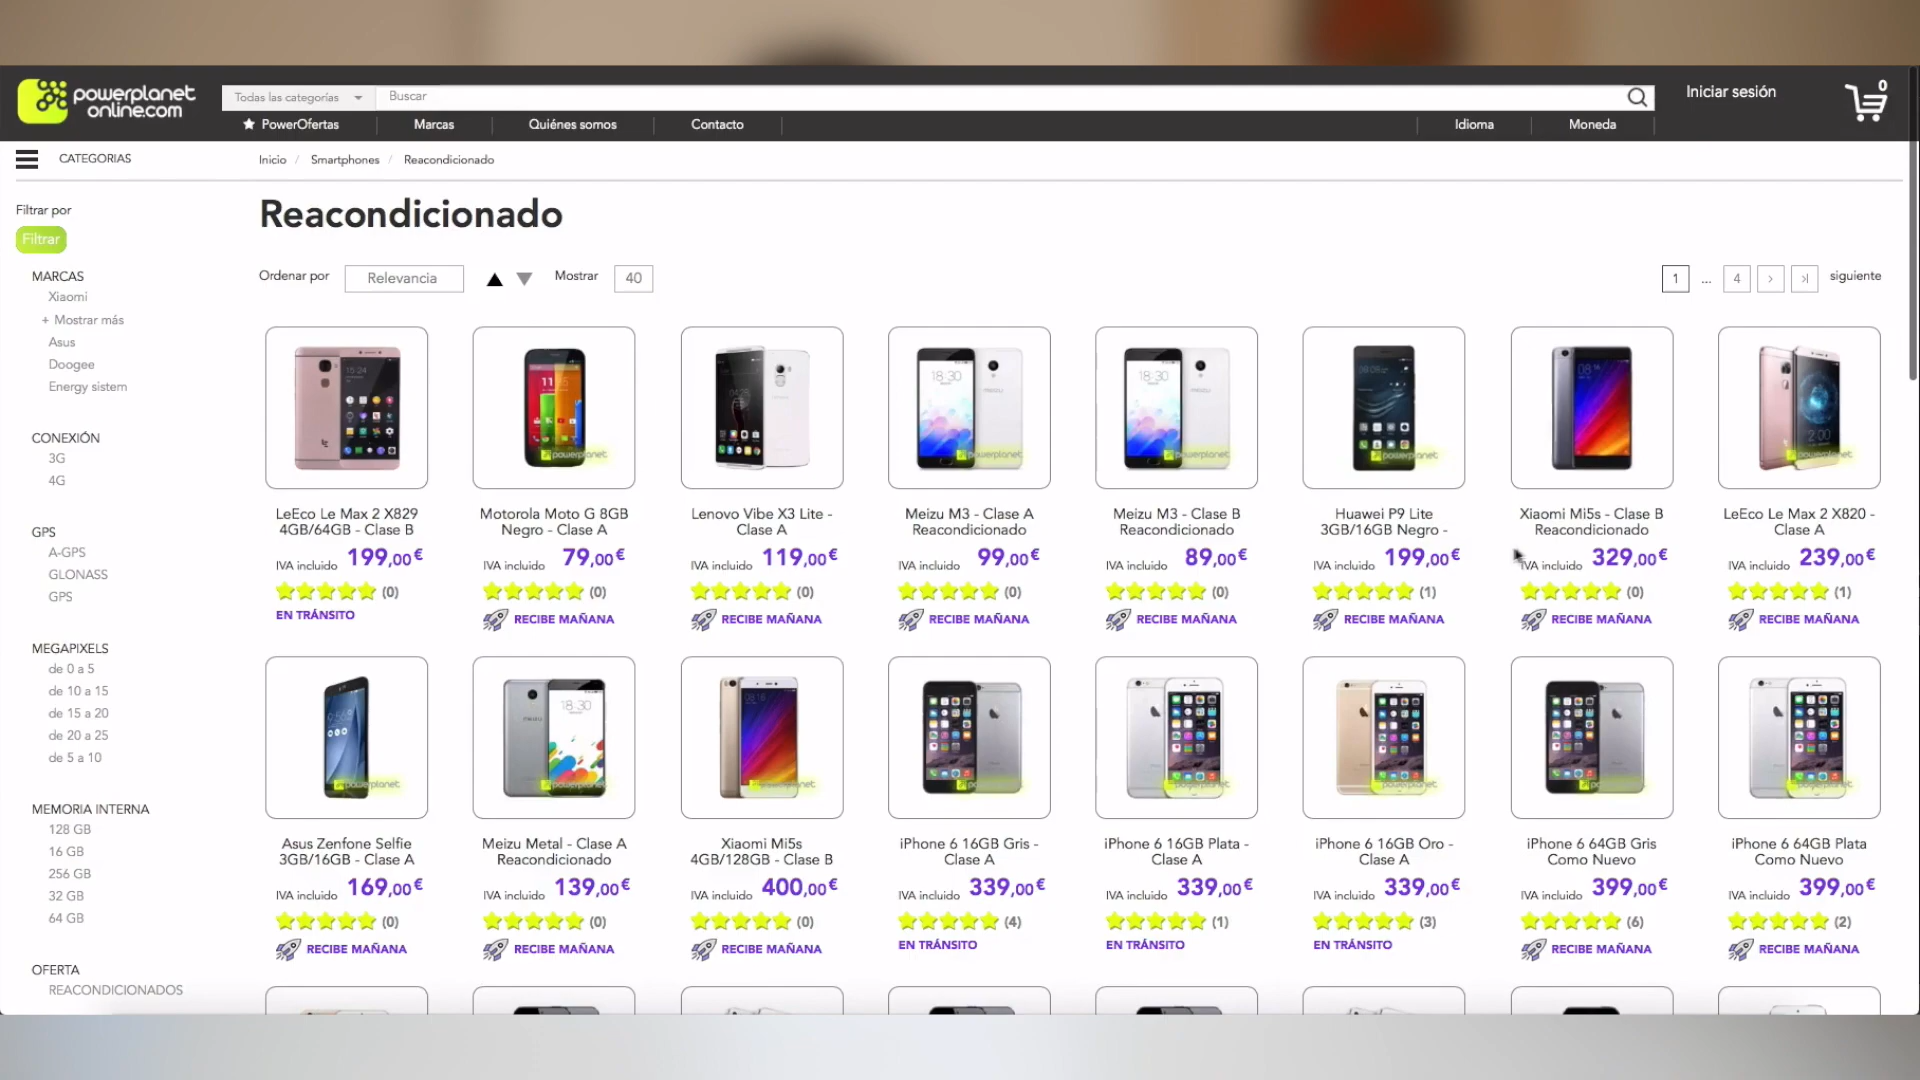 powerplanet
online.com
Todas las categorías
Buscar
Iniciar sesión
0
PowerOfertas
Marcas
Quiénes somos
Contacto
Idioma
Moneda
CATEGORIAS
Inicio / Smartphones / Reacondicionado
Filtrar por
Filtrar
MARCAS
Xiaomi
+ Mostrar más
Asus
Doogee
Energy sistem
CONEXIÓN
3G
4G
GPS
A-GPS
GLONASS
GPS
MEGAPIXELS
de 0 a 5
de 10 a 15
de 15 a 20
de 20 a 25
de 5 a 10
MEMORIA INTERNA
128 GB
16 GB
256 GB
32 GB
64 GB
OFERTA
REACONDICIONADOS
Reacondicionado
Ordenar por
Relevancia
Mostrar
40
1 ... 4 > >| siguiente
LeEco Le Max 2 X829
4GB/64GB - Clase B
IVA incluido 199,00€
(0)
EN TRÁNSITO
Motorola Moto G 8GB
Negro - Clase A
IVA incluido 79,00€
(0)
RECIBE MAÑANA
Lenovo Vibe X3 Lite -
Clase A
IVA incluido 119,00€
(0)
RECIBE MAÑANA
Meizu M3 - Clase A
Reacondicionado
IVA incluido 99,00€
(0)
RECIBE MAÑANA
Meizu M3 - Clase B
Reacondicionado
IVA incluido 89,00€
(0)
RECIBE MAÑANA
Huawei P9 Lite
3GB/16GB Negro -
IVA incluido 199,00€
(1)
RECIBE MAÑANA
Xiaomi Mi5s - Clase B
Reacondicionado
IVA incluido 329,00€
(0)
RECIBE MAÑANA
LeEco Le Max 2 X820 -
Clase A
IVA incluido 239,00€
(1)
RECIBE MAÑANA
Asus Zenfone Selfie
3GB/16GB - Clase A
IVA incluido 169,00€
(0)
RECIBE MAÑANA
Meizu Metal - Clase A
Reacondicionado
IVA incluido 139,00€
(0)
RECIBE MAÑANA
Xiaomi Mi5s
4GB/128GB - Clase B
IVA incluido 400,00€
(0)
RECIBE MAÑANA
iPhone 6 16GB Gris -
Clase A
IVA incluido 339,00€
(4)
EN TRÁNSITO
iPhone 6 16GB Plata -
Clase A
IVA incluido 339,00€
(1)
EN TRÁNSITO
iPhone 6 16GB Oro -
Clase A
IVA incluido 339,00€
(3)
EN TRÁNSITO
iPhone 6 64GB Gris
Como Nuevo
IVA incluido 399,00€
(6)
RECIBE MAÑANA
iPhone 6 64GB Plata
Como Nuevo
IVA incluido 399,00€
(2)
RECIBE MAÑANA